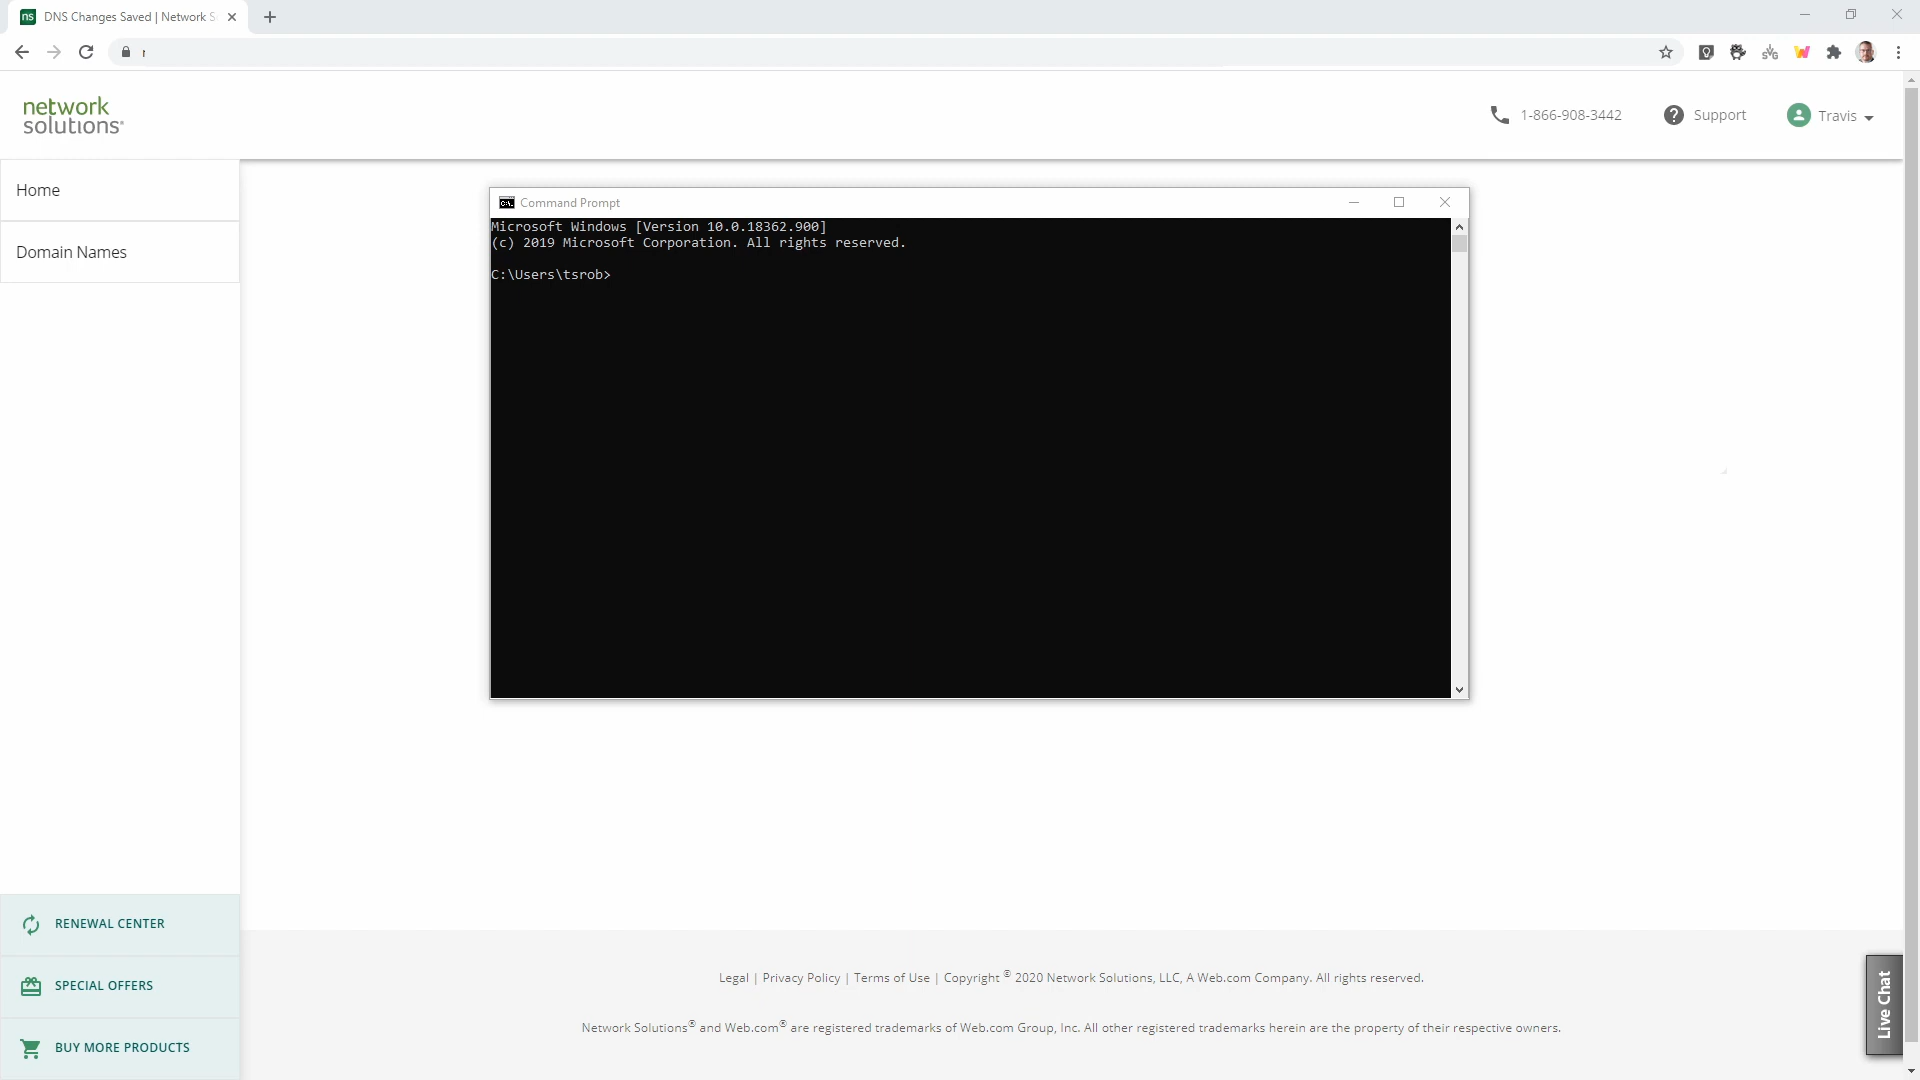 DNS Changes Saved | Network S
network
solutions®
1-866-908-3442
Support
Travis
Home
Domain Names
Command Prompt
Microsoft Windows [Version 10.0.18362.900]
(c) 2019 Microsoft Corporation. All rights reserved.
C:\Users\tsrob>
RENEWAL CENTER
SPECIAL OFFERS
BUY MORE PRODUCTS
Legal | Privacy Policy | Terms of Use | Copyright © 2020 Network Solutions, LLC, A Web.com Company. All rights reserved.
Network Solutions® and Web.com® are registered trademarks of Web.com Group, Inc. All other registered trademarks herein are the property of their respective owners.
Live Chat